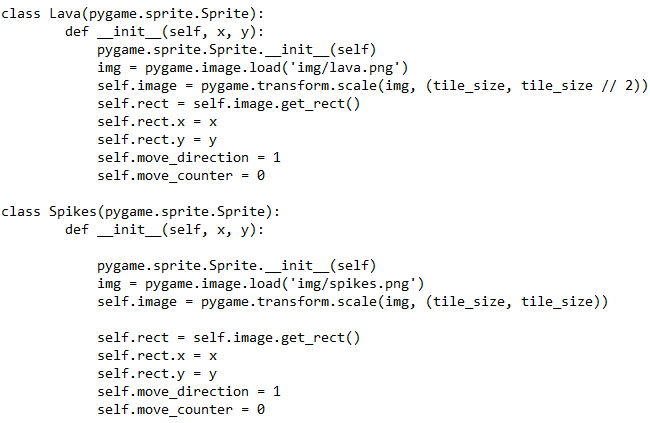 class Lava(pygame.sprite.Sprite):
        def __init__(self, x, y):
            pygame.sprite.Sprite.__init__(self)
            img = pygame.image.load('img/lava.png')
            self.image = pygame.transform.scale(img, (tile_size, tile_size // 2))
            self.rect = self.image.get_rect()
            self.rect.x = x
            self.rect.y = y
            self.move_direction = 1
            self.move_counter = 0

class Spikes(pygame.sprite.Sprite):
        def __init__(self, x, y):

            pygame.sprite.Sprite.__init__(self)
            img = pygame.image.load('img/spikes.png')
            self.image = pygame.transform.scale(img, (tile_size, tile_size))

            self.rect = self.image.get_rect()
            self.rect.x = x
            self.rect.y = y
            self.move_direction = 1
            self.move_counter = 0